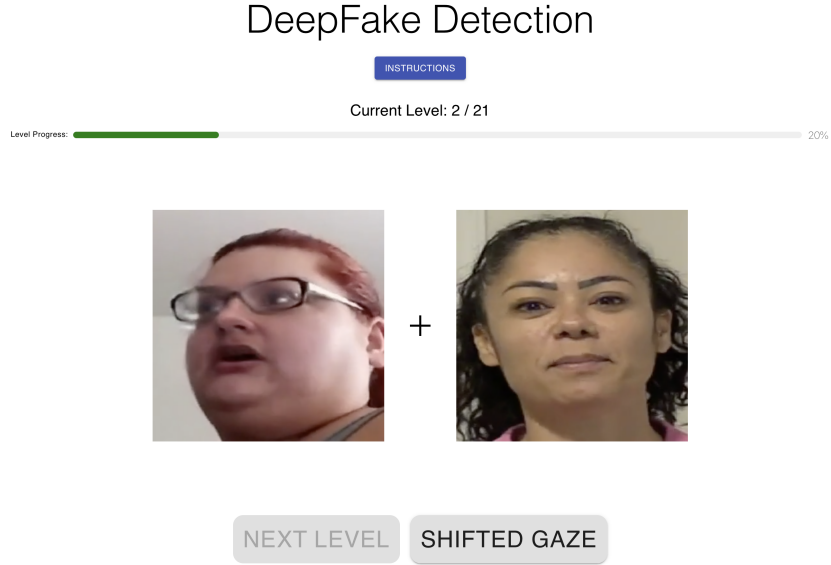 DeepFake Detection
INSTRUCTIONS
Current Level: 2 / 21
Level Progress: 20%
+
NEXT LEVEL SHIFTED GAZE